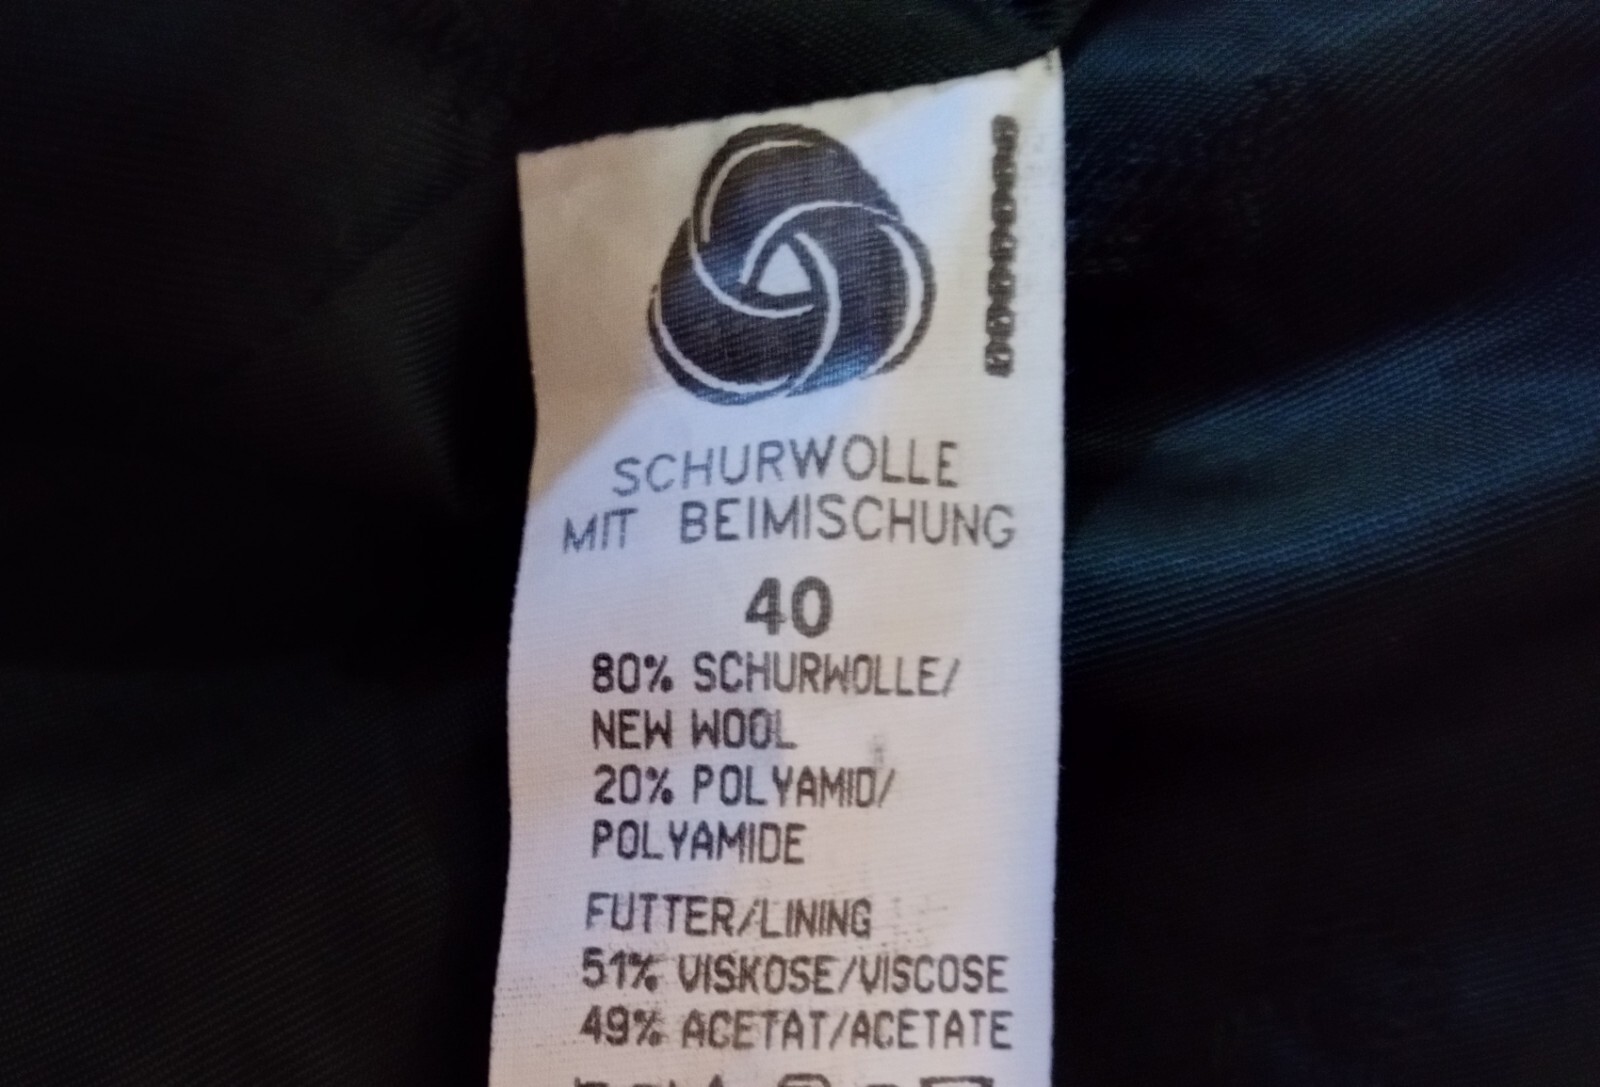 SCHURWOLLE
MIT BEIMISCHUNG
40
80% SCHURWOLLE/
NEW WOOL
20% POLYAMID/
POLYAMIDE
FUTTER/LINING
51% VISKOSE/VISCOSE
49% ACETAT/ACETATE